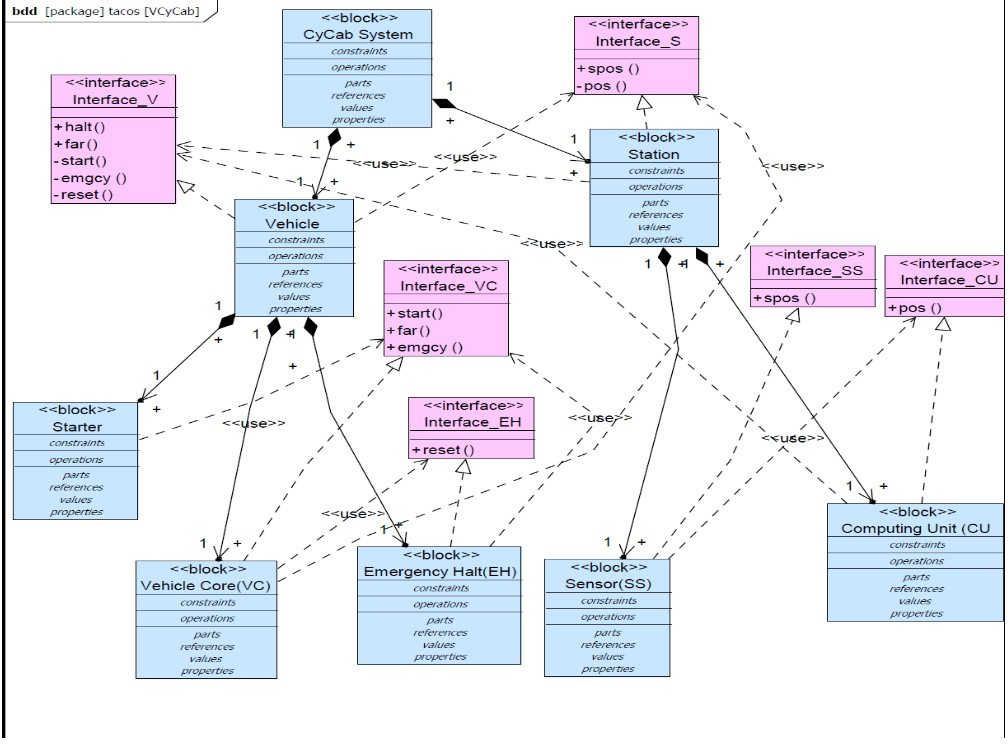 bdd [package] tacos [VCyCab]
<<block>>
CyCab System
constraints
operations
parts
references
values
properties
<<interface>>
Interface_S
+spos ()
-pos ()
<<interface>>
Interface_V
+halt()
+far()
-start()
-emgcy ()
-reset()
1
+
1
+
1
+
1
+
<<use>>
<<use>>
<<use>>
<<block>>
Station
constraints
operations
parts
references
values
properties
<<block>>
Vehicle
constraints
operations
parts
references
values
properties
<<use>>
<<interface>>
Interface_SS
+spos ()
<<interface>>
Interface_CU
+pos ()
<<interface>>
Interface_VC
+start()
+far()
+emgcy ()
1
+
1
+
1
+
1
+
1
+
1
+
<<block>>
Starter
constraints
operations
parts
references
values
properties
<<interface>>
Interface_EH
+reset()
<<use>>
<<use>>
<<use>>
<<use>>
1
+
1
+
1
+
1
+
<<block>>
Vehicle Core(VC)
constraints
operations
parts
references
values
properties
<<block>>
Emergency Halt(EH)
constraints
operations
parts
references
values
properties
<<block>>
Sensor(SS)
constraints
operations
parts
references
values
properties
<<block>>
Computing Unit (CU
constraints
operations
parts
references
values
properties